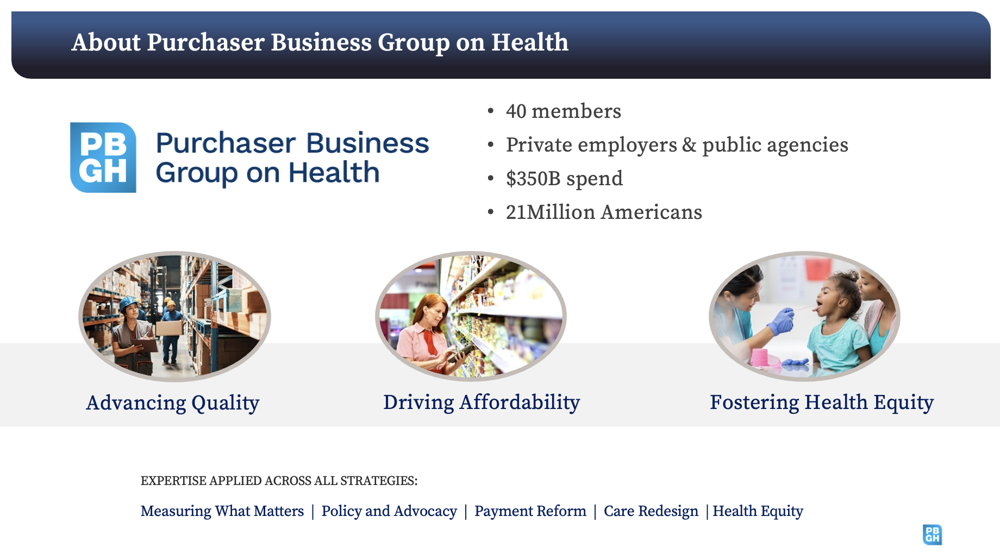 About Purchaser Business Group on Health
PB
GH
Purchaser Business
Group on Health
• 40 members
• Private employers & public agencies
• $350B spend
• 21Million Americans
Advancing Quality
Driving Affordability
Fostering Health Equity
EXPERTISE APPLIED ACROSS ALL STRATEGIES:
Measuring What Matters | Policy and Advocacy | Payment Reform | Care Redesign | Health Equity
PB
GH